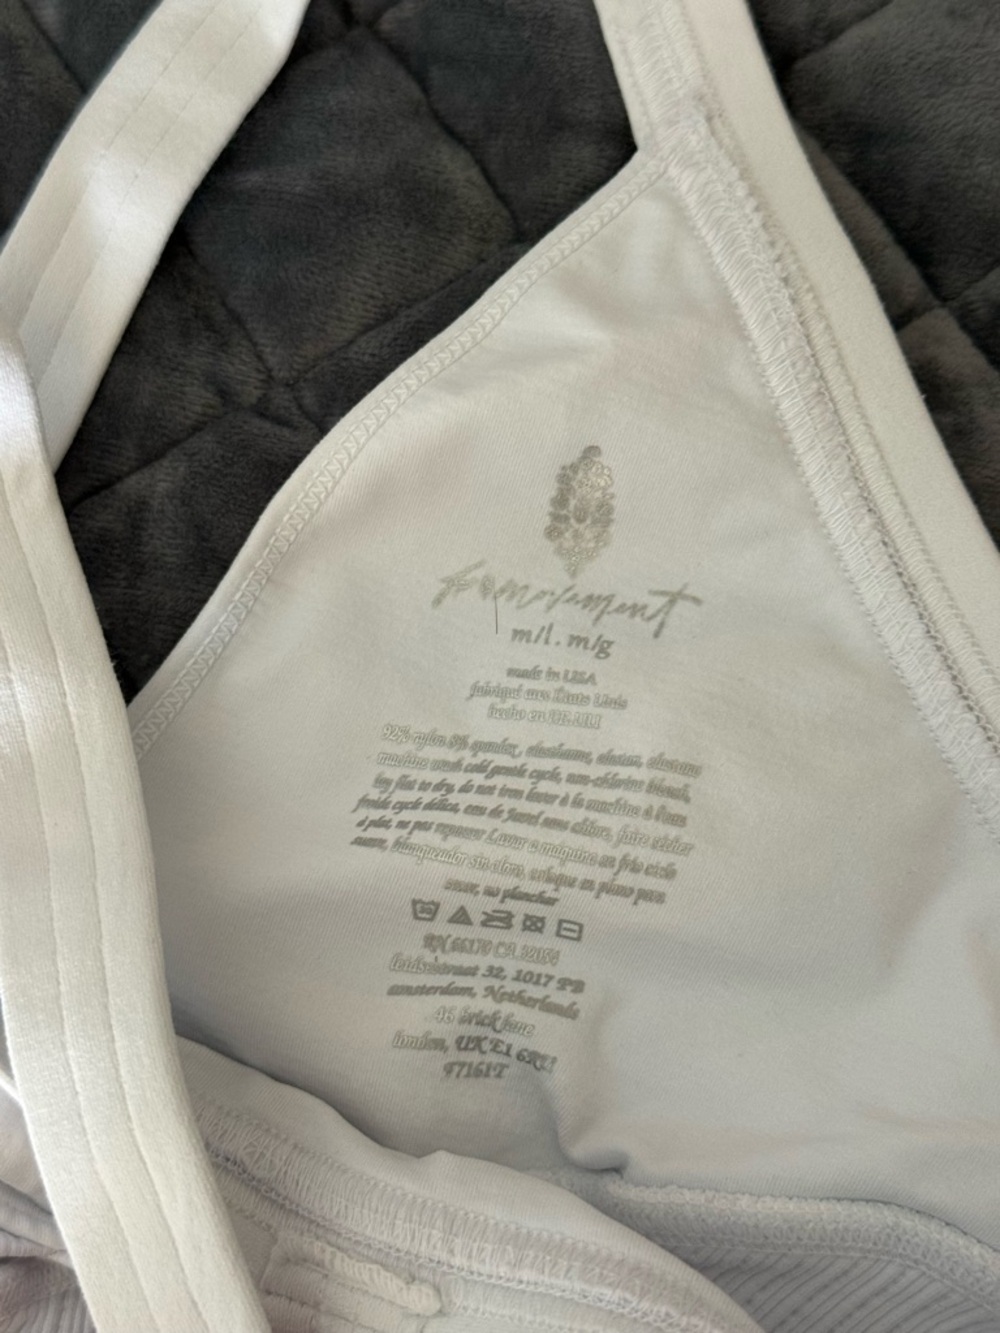 fpmovement
m/l . m/g
made in USA
fabriqué aux États Unis
hecho en EE.UU
92% nylon 8% spandex, elasthanne, elastan,
machine wash cold gentle cycle, non-chlorine bleach,
lay flat to dry, do not iron laver à la machine à l'eau
froide cycle délicat, eau de Javel sans chlore, faire sécher
à plat, ne pas repasser Lavar a máquina en frío ciclo
suave, blanqueador sin cloro, coloque en plano para
secar, no planchar
RN 66170 CA
32, 1017 PB
amsterdam, Netherlands
46 brick lane
london, UK E1 6RU
F7161T